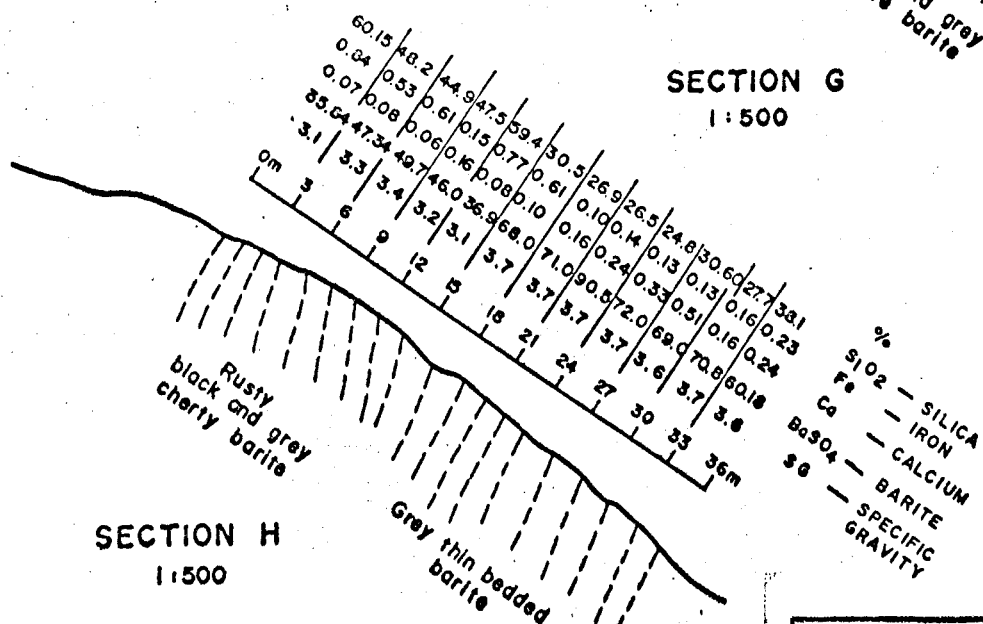 grey
barite
SECTION G
1:500
60.15 48.2 44.9 47.5 59.4 30.5 26.9 26.5 24.8 30.60 27.7 38.1
0.84 0.53 0.61 0.15 0.77 0.61 0.10 0.14 0.13 0.13 0.16 0.23
0.07 0.08 0.06 0.16 0.08 0.10 0.16 0.24 0.33 0.51 0.16 0.24
35.64 47.34 49.7 46.0 36.9 68.0 71.0 90.5 72.0 69.0 70.8 60.18
3.1 3.3 3.4 3.2 3.1 3.7 3.7 3.7 3.7 3.6 3.7 3.6
0m 3 6 9 12 15 18 21 24 27 30 33 36m
%
SiO2 — SILICA
Fe — IRON
Ca — CALCIUM
BaSO4 — BARITE
SG — SPECIFIC
GRAVITY
Rusty
black and grey
cherty barite
Grey thin bedded
barite
SECTION H
1:500